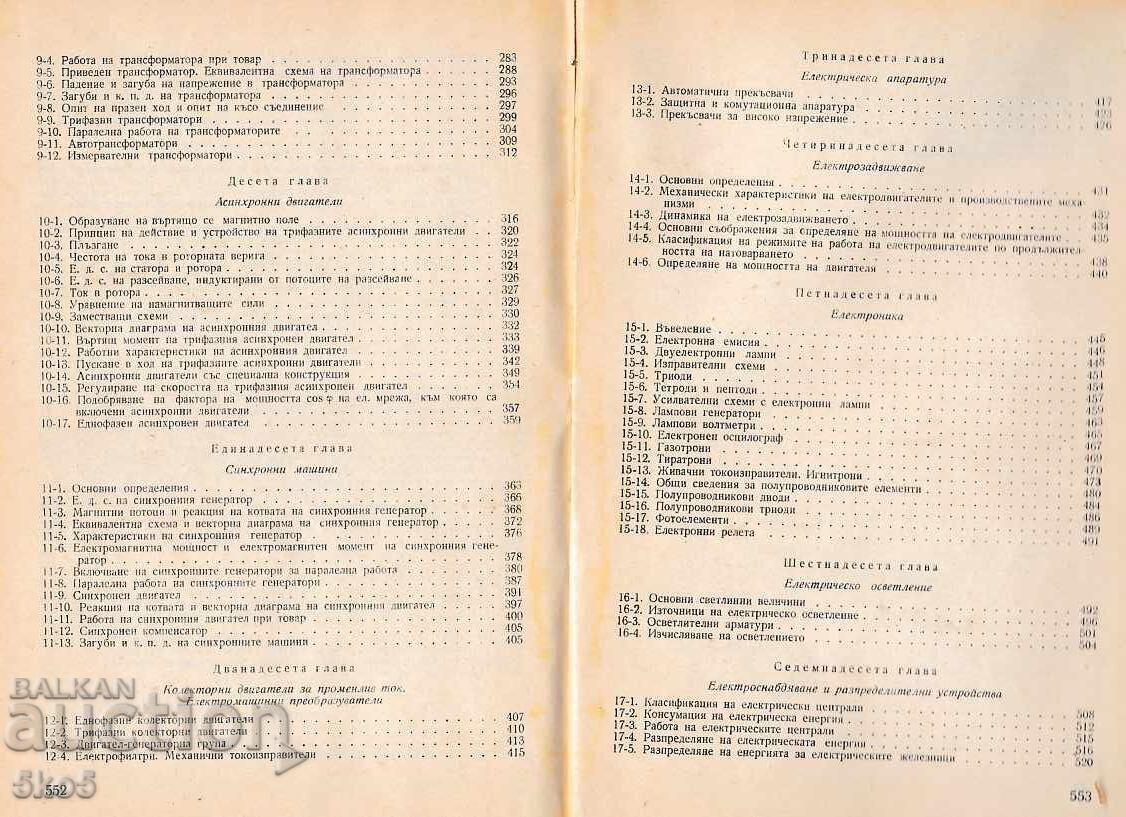 9-4. Работа на трансформатора при товар 283
9-5. Приведен трансформатор. Еквивалентна схема на трансформатора 288
9-6. Падение и загуба на напрежение в трансформатора 293
9-7. Загуби и к. п. д. на трансформатора 296
9-8. Опит на празен ход и опит на късо съединение 297
9-9. Трифазни трансформатори 299
9-10. Паралелна работа на трансформаторите 304
9-11. Автотрансформатори 309
9-12. Измервателни трансформатори 312
Десета глава
Асинхронни двигатели
10-1. Образуване на въртящо се магнитно поле 316
10-2. Принцип на действие и устройство на трифазните асинхронни двигатели 320
10-3. Плъзгане 322
10-4. Честота на тока в роторната верига 324
10-5. Е. д. с. на статора и ротора 324
10-6. Е. д. с. на разсейване, индуктирани от потоците на разсейване 326
10-7. Ток в ротора 327
10-8. Уравнение на намагнитващите сили 329
10-9. Заместващи схеми 330
10-10. Векторна диаграма на асинхронния двигател 332
10-11. Въртящ момент на трифазния асинхронен двигател 333
10-12. Работни характеристики на асинхронния двигател 339
10-13. Пускане в ход на трифазните асинхронни двигатели 342
10-14. Асинхронни двигатели със специална конструкция 349
10-15. Регулиране на скоростта на трифазния асинхронен двигател 354
10-16. Подобряване на фактора на мощността cos φ на ел. мрежа, към която са
включени асинхронни двигатели 357
10-17. Еднофазен асинхронен двигател 359
Единадесета глава
Синхронни машини
11-1. Основни определения 363
11-2. Е. д. с. на синхронния генератор 366
11-3. Магнитни потоци и реакция на котвата на синхронния генератор 368
11-4. Еквивалентна схема и векторна диаграма на синхронния генератор 372
11-5. Характеристики на синхронния генератор 376
11-6. Електромагнитна мощност и електромагнитен момент на синхронния гене-
ратор 378
11-7. Включване на синхронните генератори за паралелна работа 380
11-8. Паралелна работа на синхронните генератори 387
11-9. Синхронен двигател 391
11-10. Реакция на котвата и векторна диаграма на синхронния двигател 397
11-11. Работа на синхронния двигател при товар 400
11-12. Синхронен компенсатор 405
11-13. Загуби и к. п. д. на синхронните машини 405
Дванадесета глава
Колекторни двигатели за променлив ток.
Електромашинни преобразуватели
12-1. Еднофазни колекторни двигатели 407
12-2 Трифазни колекторни двигатели 410
12-3. Двигател-генераторна група 413
12-4. Електрофилтри. Механични токоизправители 415
552
Тринадесета глава
Електрическа апаратура
13-1. Автоматични прекъсвачи 417
13-2. Защитна и комутационна апаратура 423
13-3. Прекъсвачи за високо напрежение 426
Четиринадесета глава
Електрозадвижване
14-1. Основни определения 431
14-2. Механически характеристики на електродвигателите и производствените меха
низми 432
14-3. Динамика на електрозадвижването 434
14-4. Основни съображения за определяне на мощността на електродвигателите 435
14-5. Класификация на режимите на работа на електродвигателите по продължител
ността на натоварването 438
14-6. Определяне на мощността на двигателя 440
Петнадесета глава
Електроника
15-1. Въведение 445
15-2. Електронна емисия 446
15-3. Двуелектронни лампи 448
15-4. Изправителни схеми 451
15-5. Триоди 454
15-6. Тетроди и пентоди 457
15-7. Усилвателни схеми с електронни лампи 459
15-8. Лампови генератори 463
15-9. Лампови волтметри 465
15-10. Електронен осцилограф 467
15-11. Газотрони 469
15-12. Тиратрони 470
15-13. Живачни токоизправители. Игнитрони 473
15-14. Общи сведения за полупроводниковите елементи 480
15-15. Полупроводникови диоди 484
15-16. Полупроводникови триоди 486
15-17. Фотоелементи 489
15-18. Електронни релета 491
Шестнадесета глава
Електрическо осветление
16-1. Основни светлинни величини 492
16-2. Източници на електрическо осветление 496
16-3. Осветлителни арматури 501
16-4. Изчисляване на осветлението 504
Седемнадесета глава
Електроснабдяване и разпределителни устройства
17-1. Класификация на електрически централи 508
17-2. Консумация на електрическа енергия 512
17-3. Работа на електрическите централи 515
17-4. Разпределяне на електрическата енергия 516
17-5. Разпределяне на енергията за електрическите железници 520
553
BALKAN
auction
5ko5